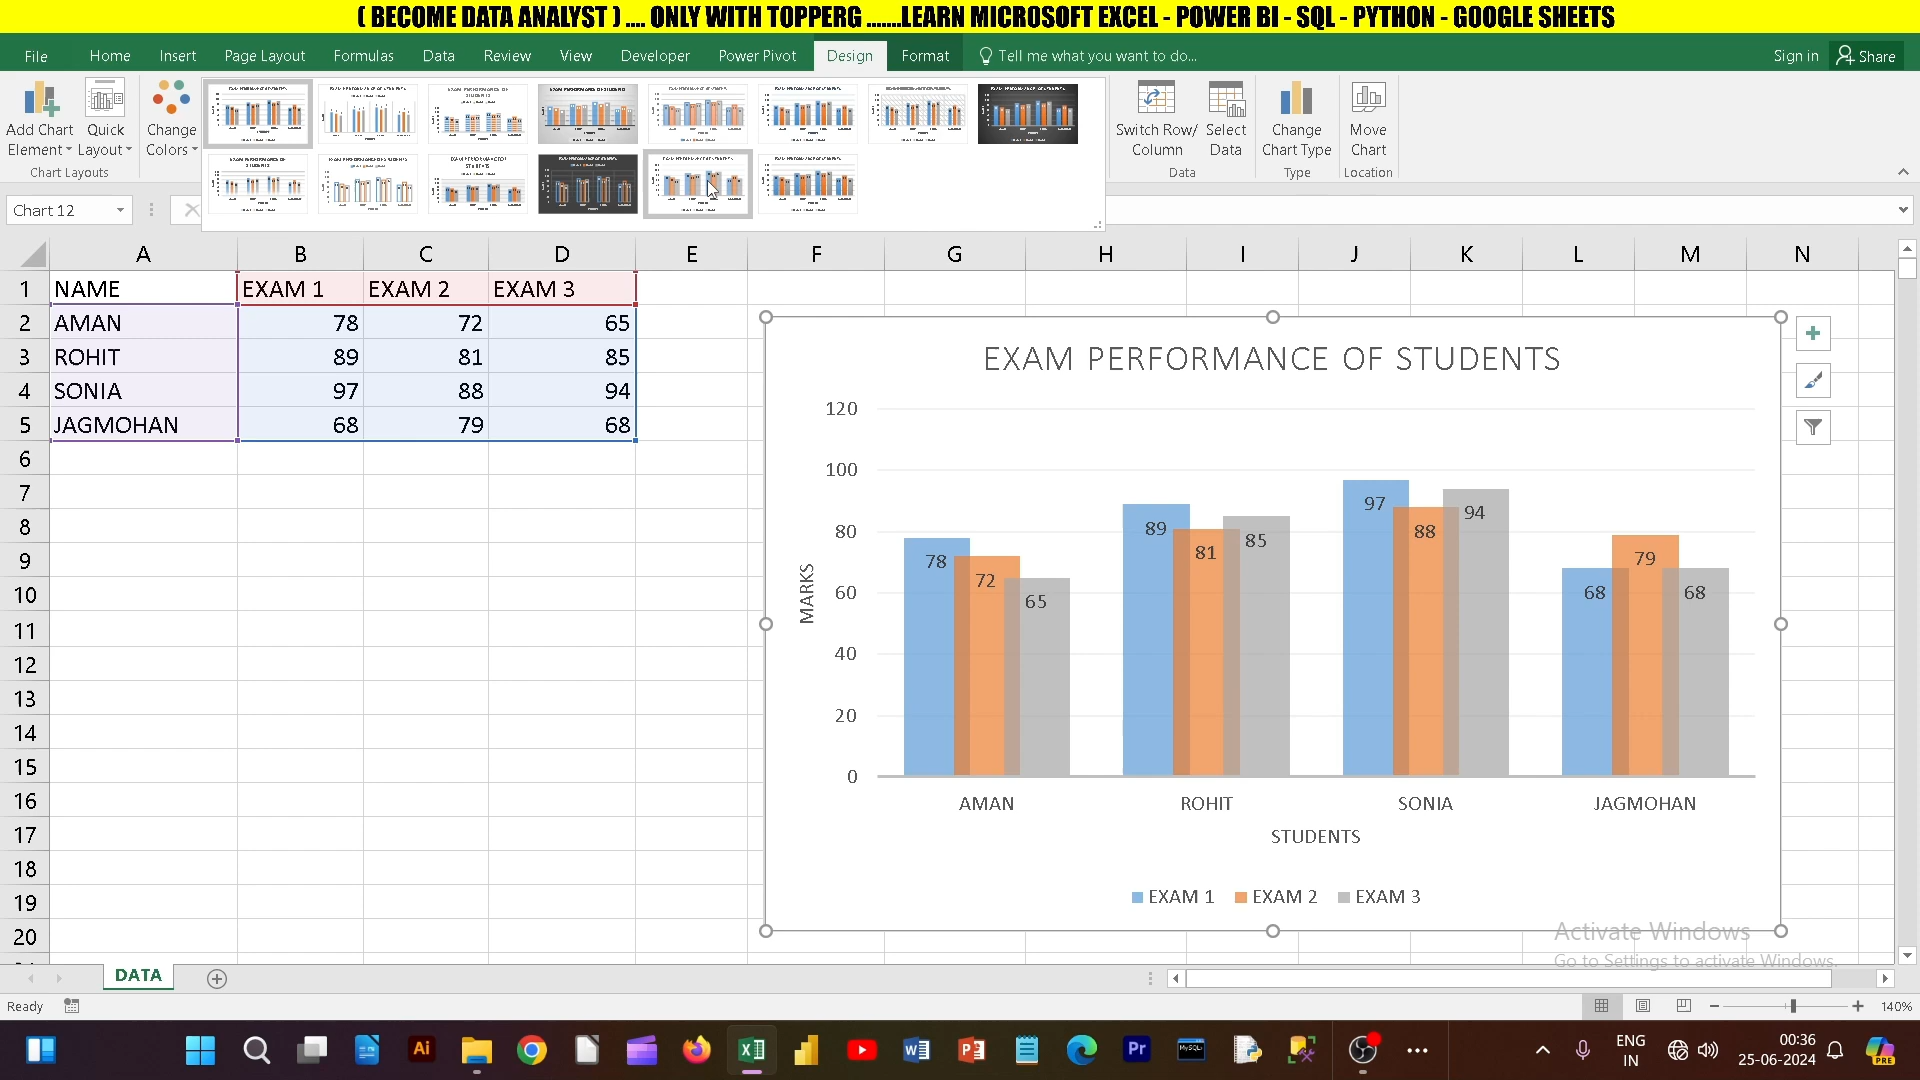 ( BECOME DATA ANALYST ) .... ONLY WITH TOPPERG .......LEARN MICROSOFT EXCEL - POWER BI - SQL - PYTHON - GOOGLE SHEETS
File Home Insert Page Layout Formulas Data Review View Developer Power Pivot Design Format Tell me what you want to do... Sign in Share
Add Chart Element Quick Layout Change Colors Switch Row/ Column Select Data Change Chart Type Move Chart
Chart Layouts Data Type Location
Chart 12
A B C D E F G H I J K L M N
1 NAME EXAM 1 EXAM 2 EXAM 3
2 AMAN 78 72 65
3 ROHIT 89 81 85
4 SONIA 97 88 94
5 JAGMOHAN 68 79 68
6
7
8
9
10
11
12
13
14
15
16
17
18
19
20
EXAM PERFORMANCE OF STUDENTS
120
100
80
60
40
20
0
MARKS
78 72 65
89 81 85
97 88 94
68 79 68
AMAN ROHIT SONIA JAGMOHAN
STUDENTS
EXAM 1 EXAM 2 EXAM 3
Activate Windows
Go to Settings to activate Windows.
DATA
Ready 140%
Ai Pr MySQL ENG IN 00:36 25-06-2024 PRE